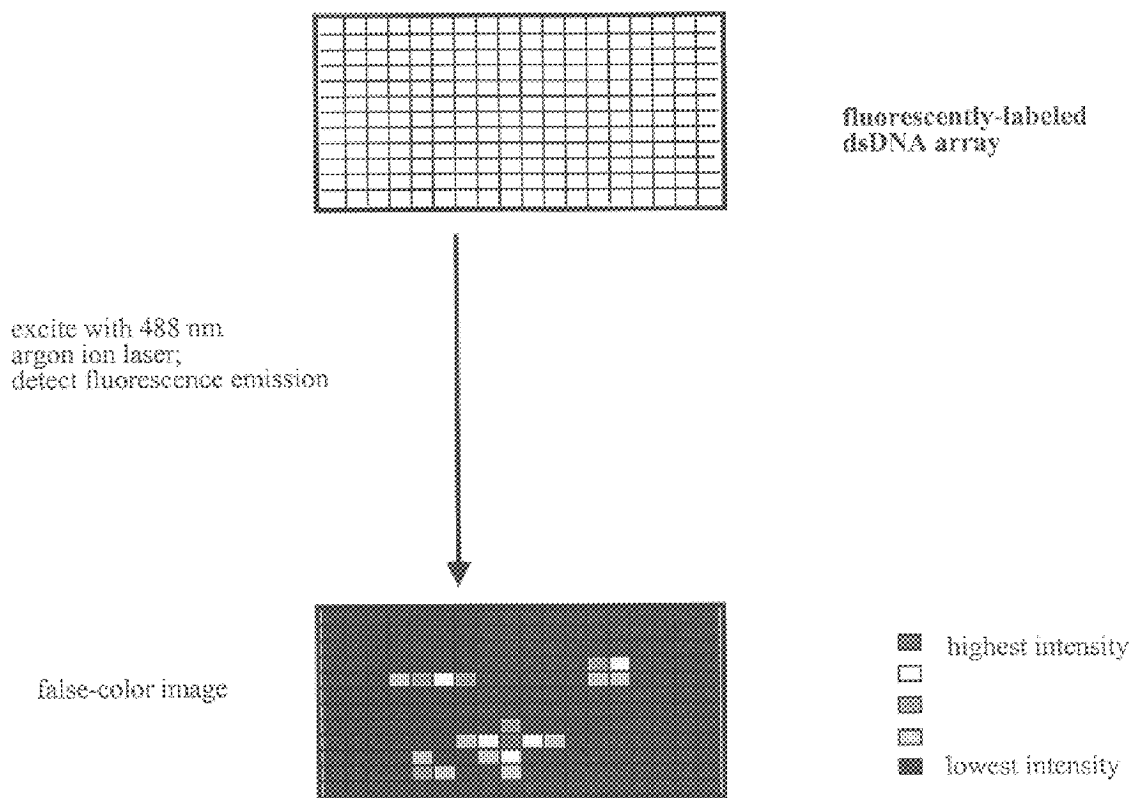 fluorescently-labeled
dsDNA array
excite with 488 nm
argon ion laser;
detect fluorescence emission
false-color image
highest intensity
lowest intensity